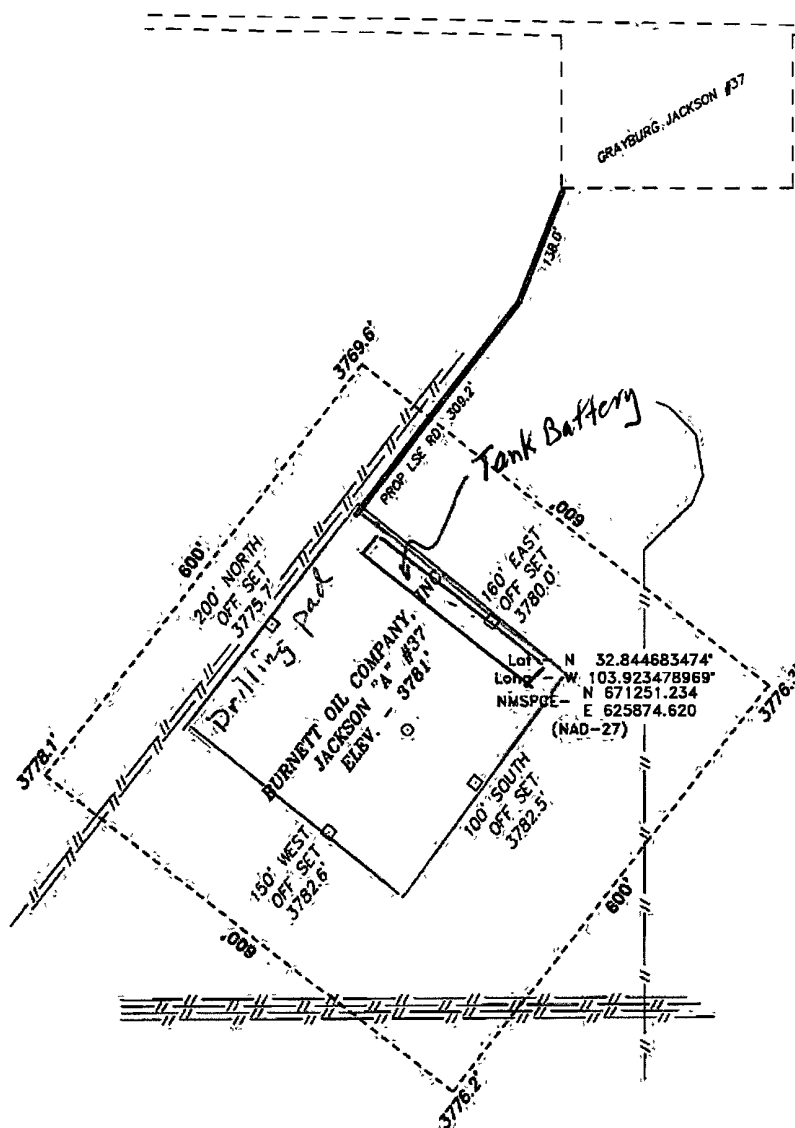 GRAYBURG JACKSON #37
138.0'
3769.6'
PROP LSE RD! 309.2'
Tank Battery
600'
600'
200' NORTH
OFF SET
3775.7'
Drilling pad
160' EAST
OFF SET
3780.0'
BURNETT OIL COMPANY, INC.
JACKSON "A" #37
ELEV. - 3781'
Lat - N 32.844683474°
Long - W 103.923478969°
NMSPCE- N 671251.234
E 625874.620
(NAD-27)
3776.3'
3778.1'
100' SOUTH
OFF SET
3782.5'
150' WEST
OFF SET
3782.6'
600'
600'
3776.2'